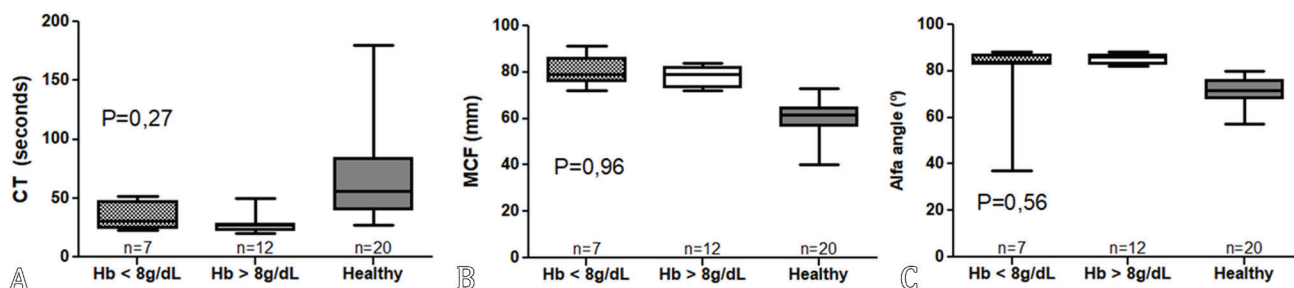 200
150
100
50
0
CT (seconds)
P=0,27
n=7 n=12 n=20
Hb < 8g/dL Hb > 8g/dL Healthy
A
100
80
60
40
20
0
MCF (mm)
P=0,96
n=7 n=12 n=20
Hb < 8g/dL Hb > 8g/dL Healthy
B
100
80
60
40
20
0
Alfa angle (º)
P=0,56
n=7 n=12 n=20
Hb < 8g/dL Hb > 8g/dL Healthy
C